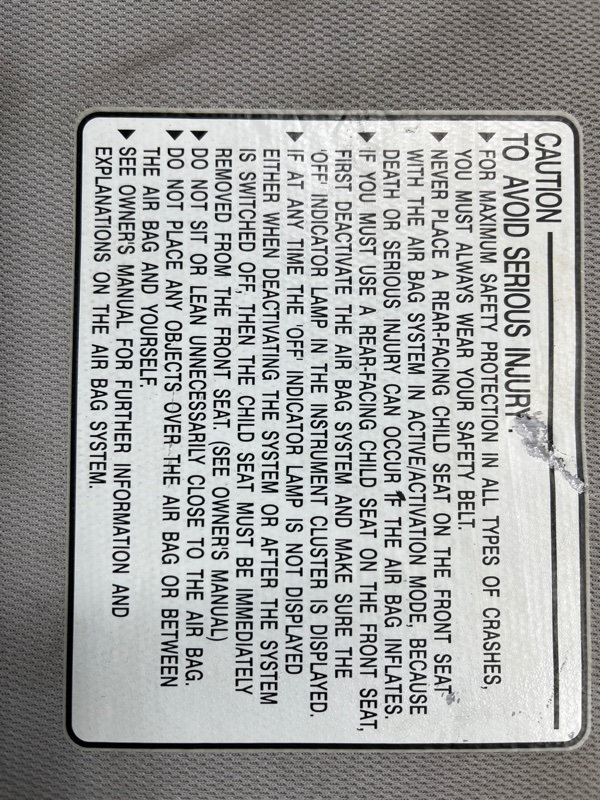 CAUTION
TO AVOID SERIOUS INJURY
▶ FOR MAXIMUM SAFETY PROTECTION IN ALL TYPES OF CRASHES,
YOU MUST ALWAYS WEAR YOUR SAFETY BELT.
▶ NEVER PLACE A REAR-FACING CHILD SEAT ON THE FRONT SEAT
WITH THE AIR BAG SYSTEM IN ACTIVE/ACTIVATION MODE, BECAUSE
DEATH OR SERIOUS INJURY CAN OCCUR IF THE AIR BAG INFLATES.
▶ IF YOU MUST USE A REAR-FACING CHILD SEAT ON THE FRONT SEAT,
FIRST DEACTIVATE THE AIR BAG SYSTEM AND MAKE SURE THE
'OFF' INDICATOR LAMP IN THE INSTRUMENT CLUSTER IS DISPLAYED.
▶ IF AT ANY TIME THE 'OFF' INDICATOR LAMP IS NOT DISPLAYED
EITHER WHEN DEACTIVATING THE SYSTEM OR AFTER THE SYSTEM
IS SWITCHED OFF, THEN THE CHILD SEAT MUST BE IMMEDIATELY
REMOVED FROM THE FRONT SEAT. (SEE OWNER'S MANUAL)
▶ DO NOT SIT OR LEAN UNNECESSARILY CLOSE TO THE AIR BAG.
▶ DO NOT PLACE ANY OBJECTS OVER THE AIR BAG OR BETWEEN
THE AIR BAG AND YOURSELF.
▶ SEE OWNER'S MANUAL FOR FURTHER INFORMATION AND
EXPLANATIONS ON THE AIR BAG SYSTEM.